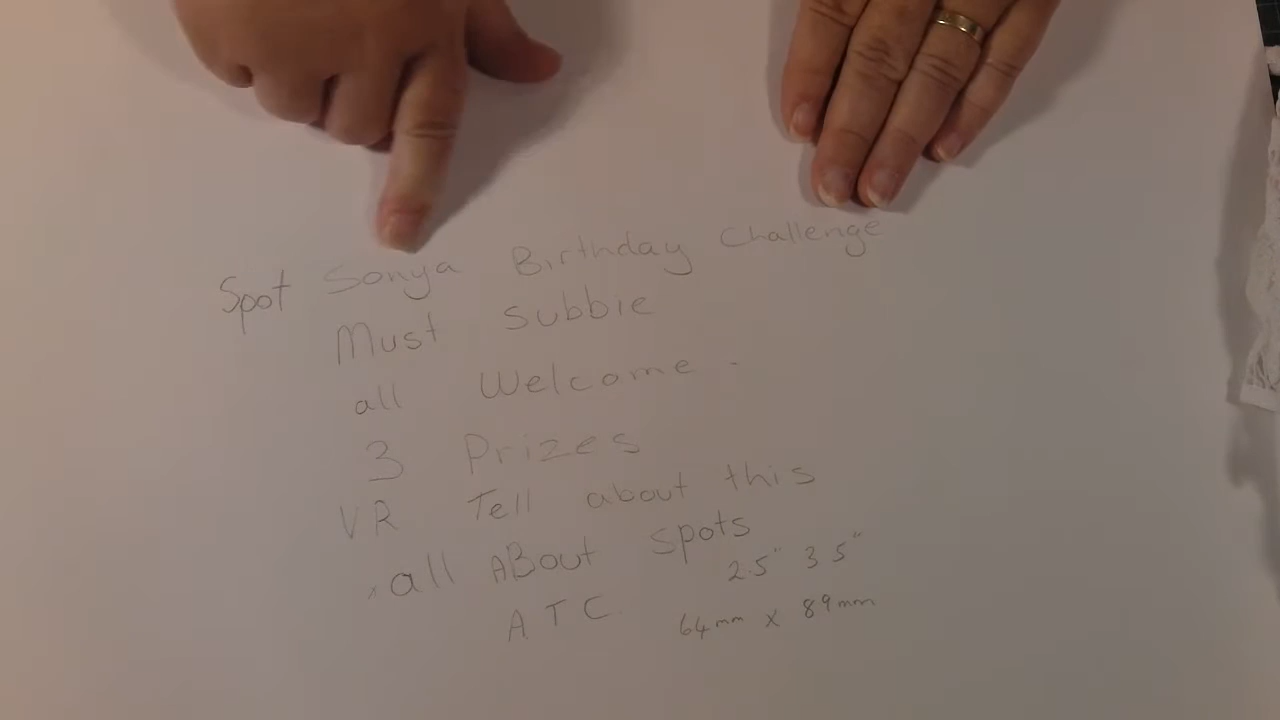 Spot Sonya Birthday Challenge
Must Subbie
all Welcome.
3 Prizes
VR Tell about this
x all ABout spots
2.5" 3 5"
ATC. 64mm x 89mm